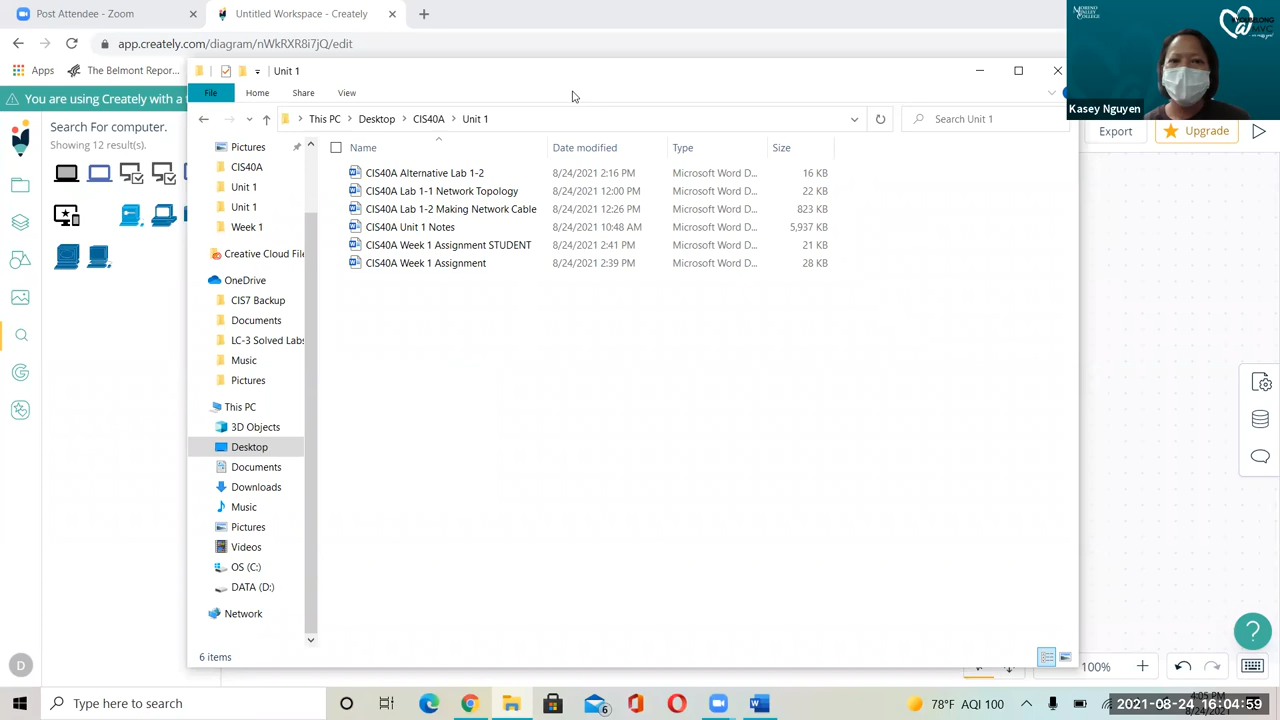 Post Attendee - Zoom
Untitled Workspace - Creately
app.creately.com/diagram/nWkRXR8i7jQ/edit
Apps
The Belmont Repor...
You are using Creately with a
Search For computer.
Showing 12 result(s).
Unit 1
File
Home
Share
View
This PC
Desktop
CIS40A
Unit 1
Search Unit 1
Name
Date modified
Type
Size
CIS40A Alternative Lab 1-2
8/24/2021 2:16 PM
Microsoft Word D...
16 KB
CIS40A Lab 1-1 Network Topology
8/24/2021 12:00 PM
Microsoft Word D...
22 KB
CIS40A Lab 1-2 Making Network Cable
8/24/2021 12:26 PM
Microsoft Word D...
823 KB
CIS40A Unit 1 Notes
8/24/2021 10:48 AM
Microsoft Word D...
5,937 KB
CIS40A Week 1 Assignment STUDENT
8/24/2021 2:41 PM
Microsoft Word D...
21 KB
CIS40A Week 1 Assignment
8/24/2021 2:39 PM
Microsoft Word D...
28 KB
Pictures
CIS40A
Unit 1
Unit 1
Week 1
Creative Cloud File
OneDrive
CIS7 Backup
Documents
LC-3 Solved Labs
Music
Pictures
This PC
3D Objects
Desktop
Documents
Downloads
Music
Pictures
Videos
OS (C:)
DATA (D:)
Network
6 items
MORENO
VALLEY
COLLEGE
Kasey Nguyen
Export
Upgrade
100%
?
D
Type here to search
6
78°F AQI 100
4:05 PM
8/24/2021
2021-08-24 16:04:59